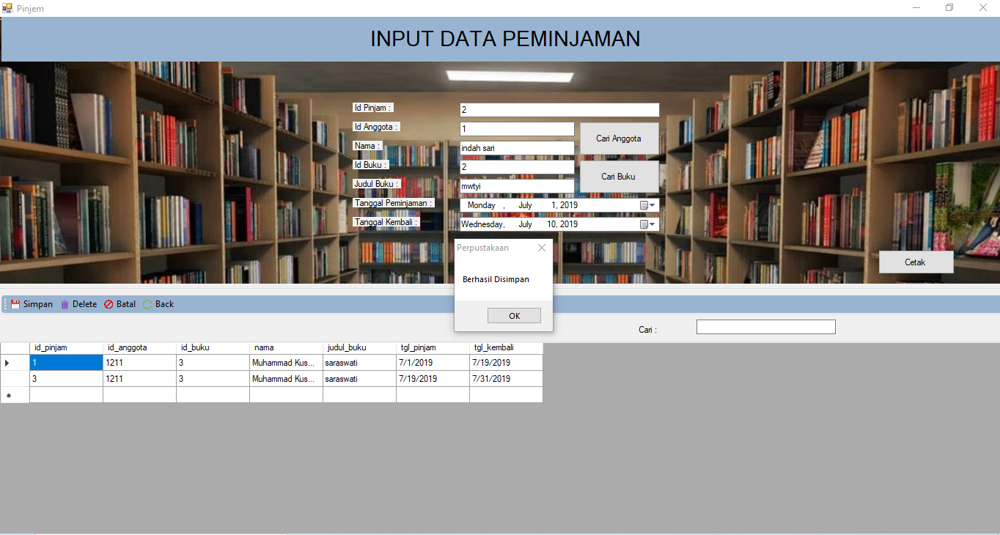 Pinjem
INPUT DATA PEMINJAMAN
Id Pinjam : 2
Id Anggota : 1 Cari Anggota
Nama : indah sari
Id Buku : 2 Cari Buku
Judul Buku : mwtyi
Tanggal Peminjaman : Monday , July 1, 2019
Tanggal Kembali : Wednesday, July 10, 2019
Perpustakaan
Berhasil Disimpan
OK
Cetak
Simpan Delete Batal Back
Cari :
id_pinjam id_anggota id_buku nama judul_buku tgl_pinjam tgl_kembali
1 1211 3 Muhammad Kus... saraswati 7/1/2019 7/19/2019
3 1211 3 Muhammad Kus... saraswati 7/19/2019 7/31/2019